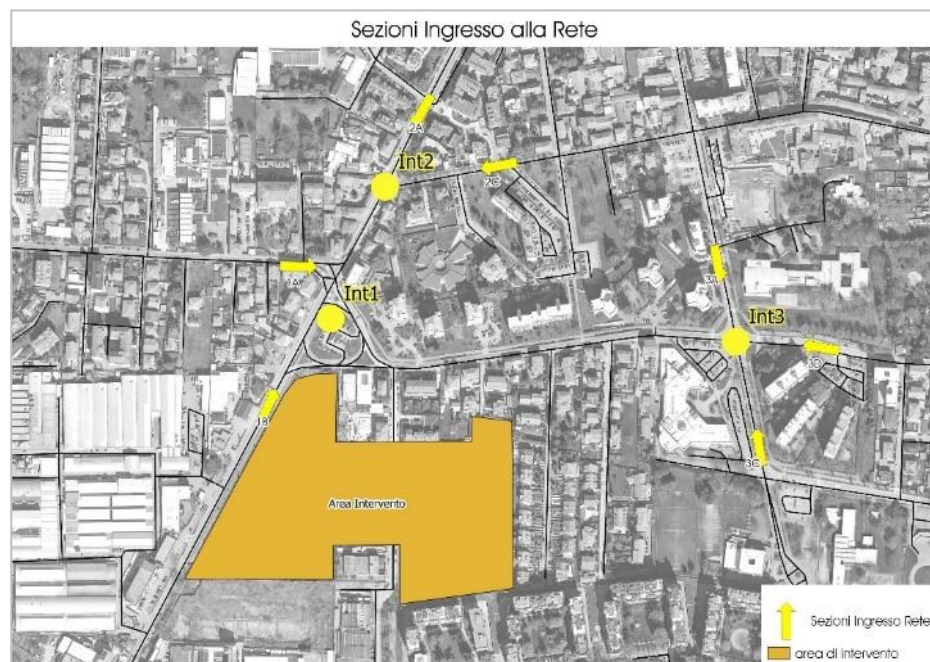 Sezioni Ingresso alla Rete
2A
Int2
2C
1A
3A
Int1
Int3
3D
1B
3C
Area Intervento
Sezioni Ingresso Rete
area di intervento